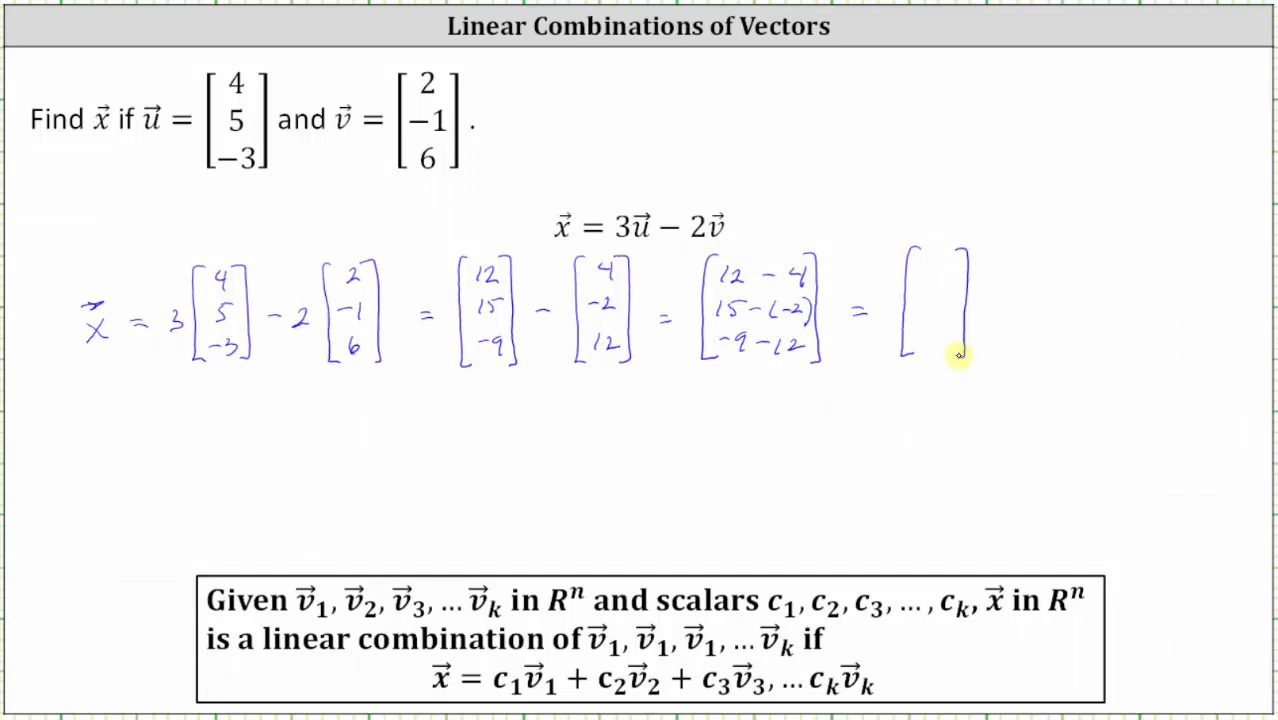 Linear Combinations of Vectors
Find x⃗ if u⃗ = [4 5 −3] and v⃗ = [2 −1 6] .
x⃗ = 3u⃗ − 2v⃗
x⃗ = 3 [4 5 -3] - 2 [2 -1 6] = [12 15 -9] - [4 -2 12] = [12 - 4 15 - (-2) -9 - 12] = [ ]
Given v⃗₁, v⃗₂, v⃗₃, … v⃗ₖ in Rⁿ and scalars c₁, c₂, c₃, … , cₖ, x⃗ in Rⁿ
is a linear combination of v⃗₁, v⃗₁, v⃗₁, … v⃗ₖ if
x⃗ = c₁v⃗₁ + c₂v⃗₂ + c₃v⃗₃, … cₖv⃗ₖ